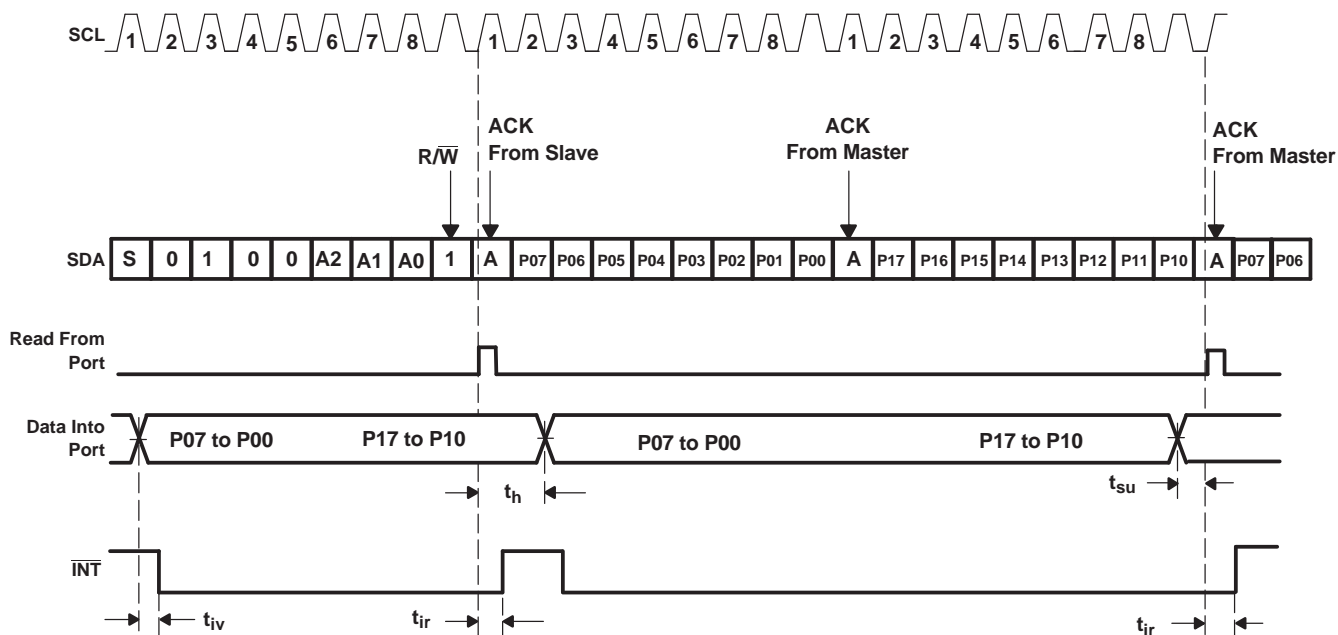 SCL 1 2 3 4 5 6 7 8 1 2 3 4 5 6 7 8 1 2 3 4 5 6 7 8
ACK
From Slave
ACK
From Master
ACK
From Master
R/W̅
SDA S 0 1 0 0 A2 A1 A0 1 A P07 P06 P05 P04 P03 P02 P01 P00 A P17 P16 P15 P14 P13 P12 P11 P10 A P07 P06
Read From
Port
Data Into
Port
P07 to P00 P17 to P10 P07 to P00 P17 to P10
th tsu
I̅N̅T̅
tiv tir tir